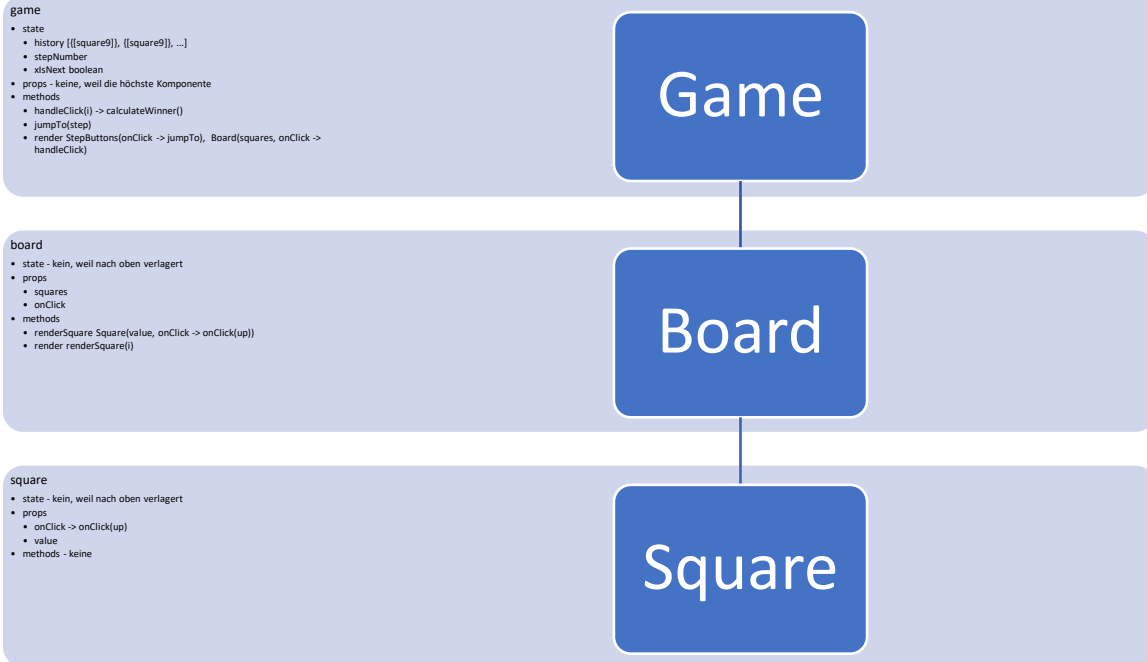 game
• state
• history [{[square9]}, {[square9]}, ...]
• stepNumber
• xIsNext boolean
• props - keine, weil die höchste Komponente
• methods
• handleClick(i) -> calculateWinner()
• jumpTo(step)
• render StepButtons(onClick -> jumpTo), Board(squares, onClick ->
handleClick)
Game
board
• state - kein, weil nach oben verlagert
• props
• squares
• onClick
• methods
• renderSquare Square(value, onClick -> onClick(up))
• render renderSquare(i)
Board
square
• state - kein, weil nach oben verlagert
• props
• onClick -> onClick(up)
• value
• methods - keine
Square